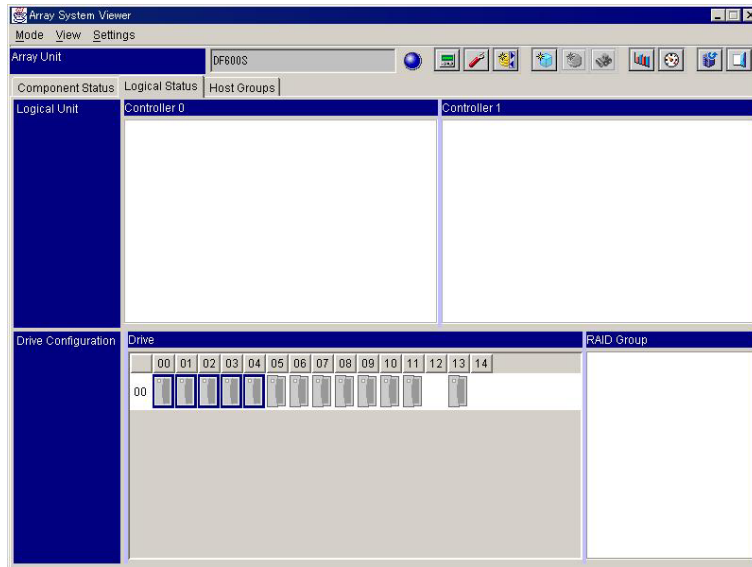 Array System Viewer
Mode View Settings
Array Unit DF600S
Component Status Logical Status Host Groups
Logical Unit Controller 0 Controller 1
Drive Configuration Drive RAID Group
00 01 02 03 04 05 06 07 08 09 10 11 12 13 14
00